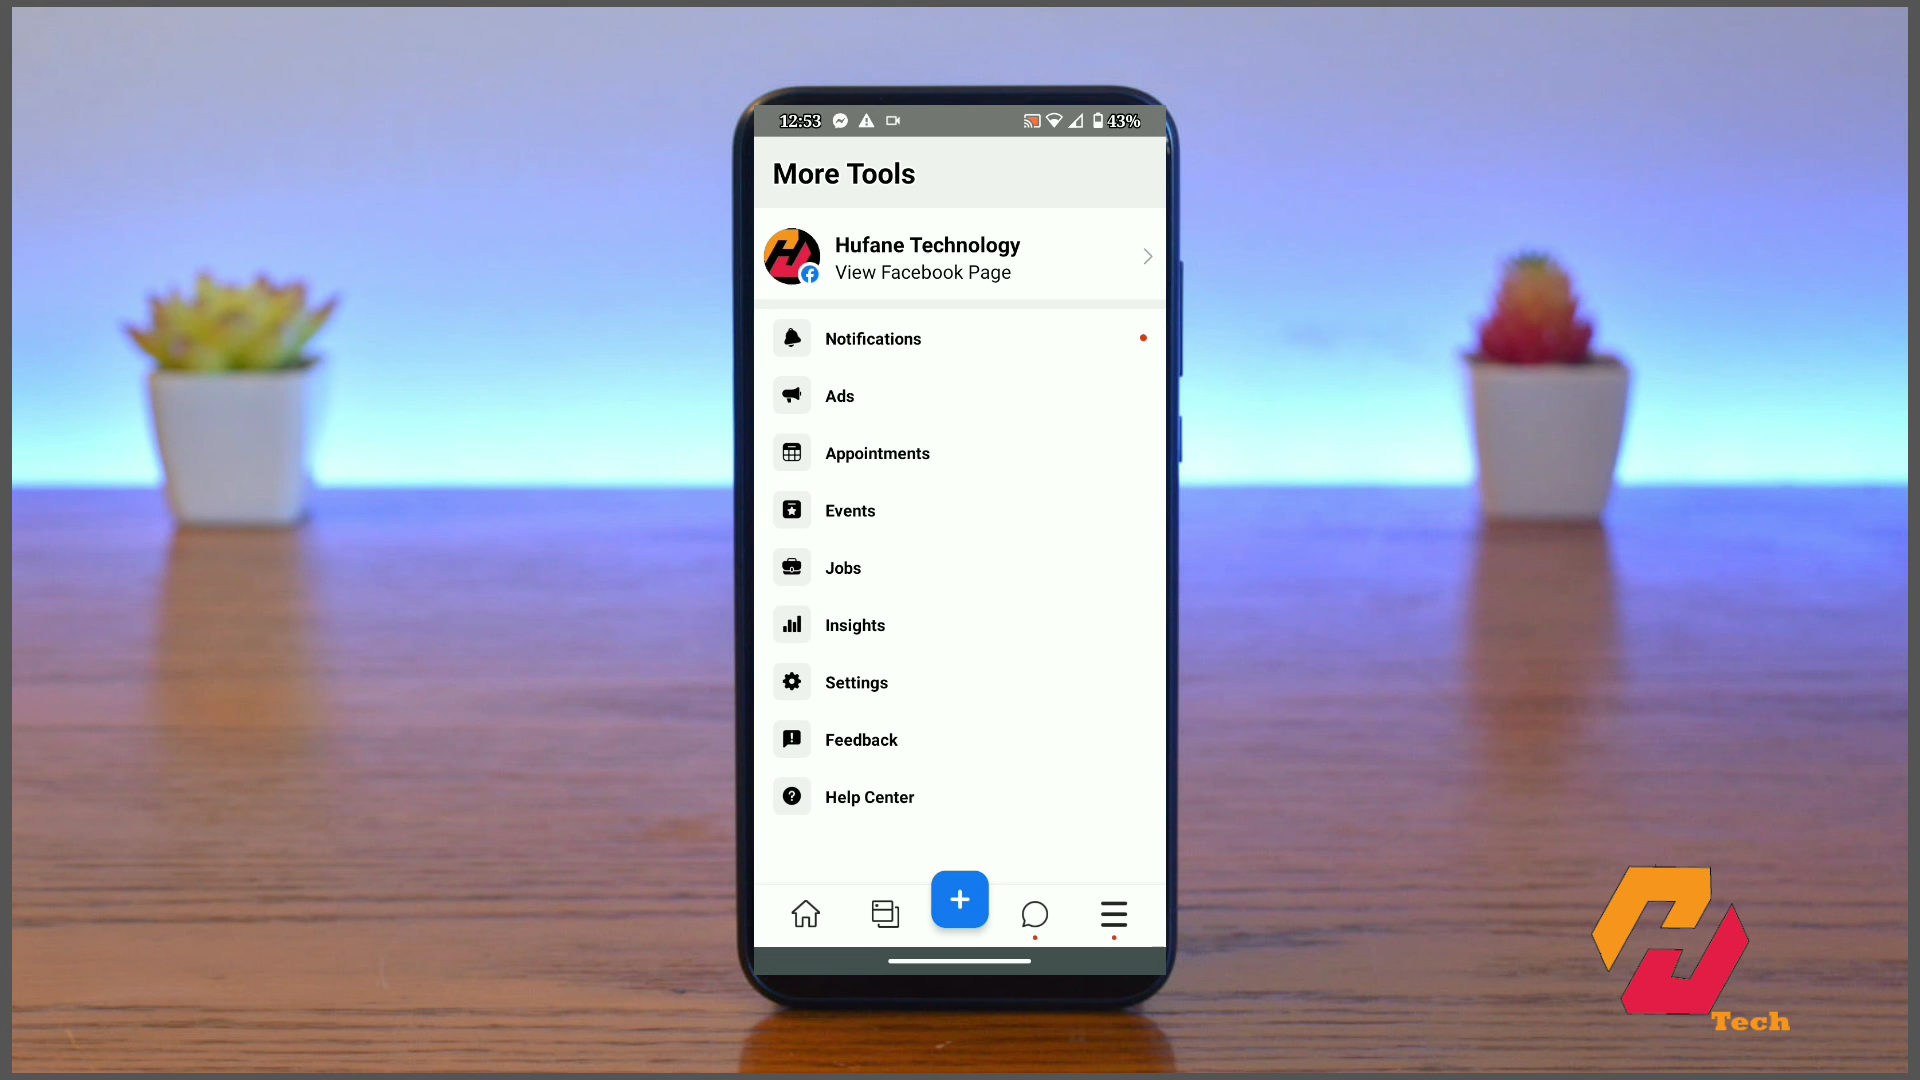 12:53
43%
More Tools
Hufane Technology
View Facebook Page
Notifications
Ads
Appointments
Events
Jobs
Insights
Settings
Feedback
Help Center
Tech